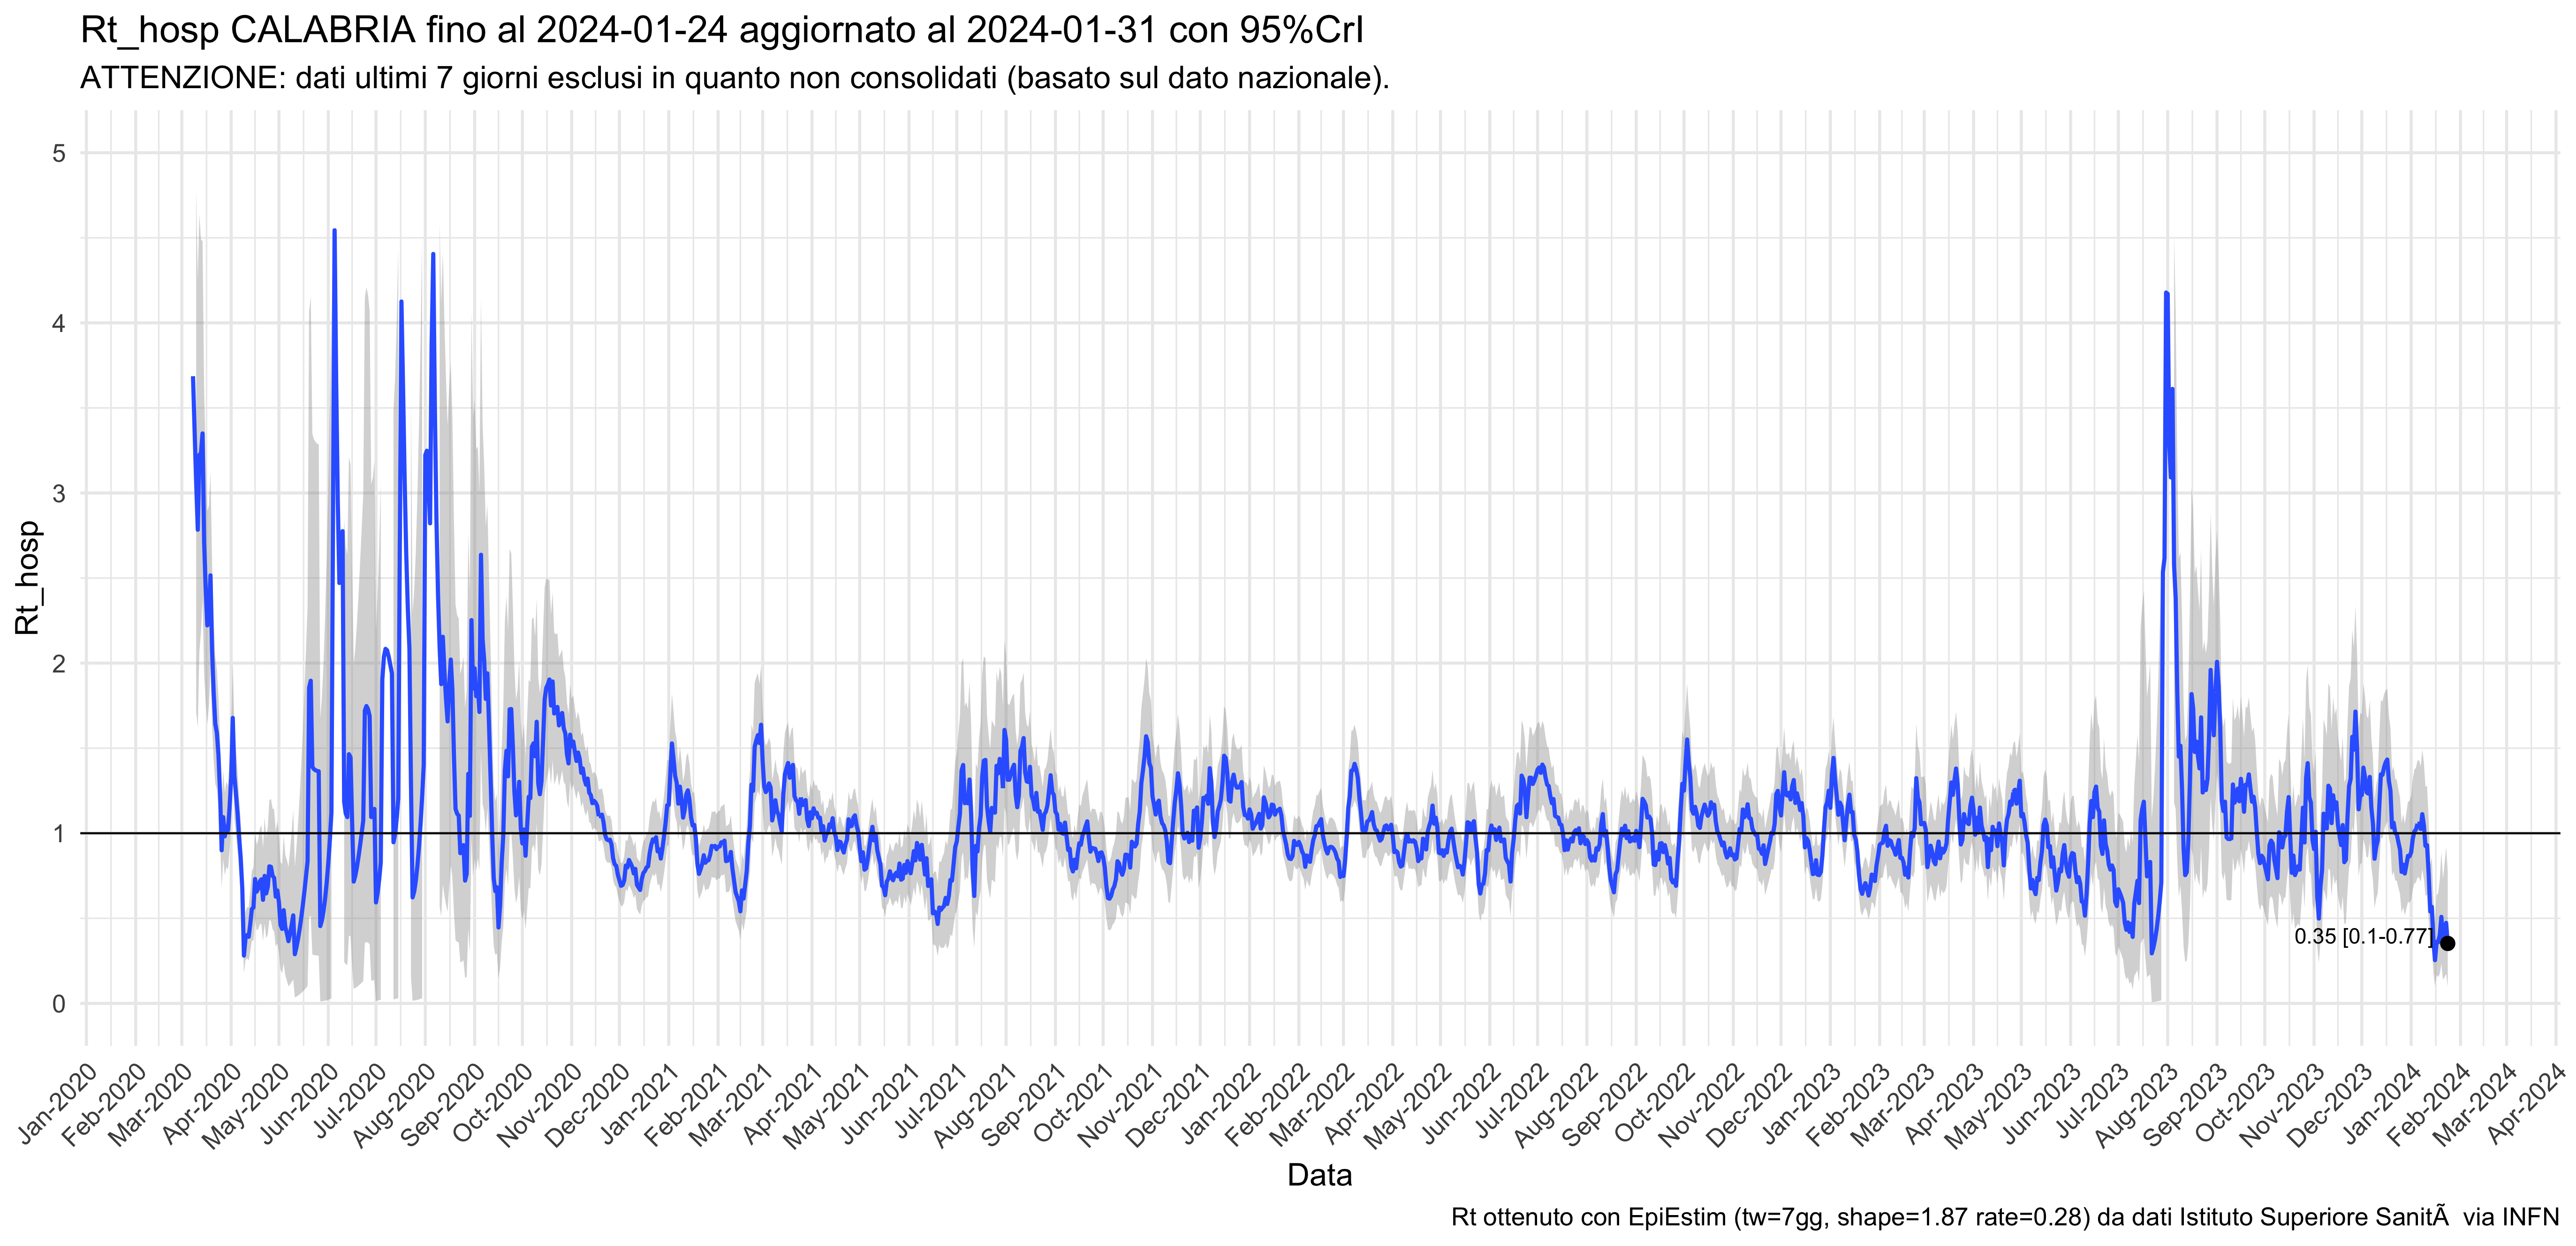 Rt_hosp CALABRIA fino al 2024-01-24 aggiornato al 2024-01-31 con 95%CrI
ATTENZIONE: dati ultimi 7 giorni esclusi in quanto non consolidati (basato sul dato nazionale).
5
4
3
2
1
0
Rt_hosp
0.35 [0.1-0.77]
Jan-2020
Feb-2020
Mar-2020
Apr-2020
May-2020
Jun-2020
Jul-2020
Aug-2020
Sep-2020
Oct-2020
Nov-2020
Dec-2020
Jan-2021
Feb-2021
Mar-2021
Apr-2021
May-2021
Jun-2021
Jul-2021
Aug-2021
Sep-2021
Oct-2021
Nov-2021
Dec-2021
Jan-2022
Feb-2022
Mar-2022
Apr-2022
May-2022
Jun-2022
Jul-2022
Aug-2022
Sep-2022
Oct-2022
Nov-2022
Dec-2022
Jan-2023
Feb-2023
Mar-2023
Apr-2023
May-2023
Jun-2023
Jul-2023
Aug-2023
Sep-2023
Oct-2023
Nov-2023
Dec-2023
Jan-2024
Feb-2024
Mar-2024
Apr-2024
Data
Rt ottenuto con EpiEstim (tw=7gg, shape=1.87 rate=0.28) da dati Istituto Superiore SanitÃ  via INFN